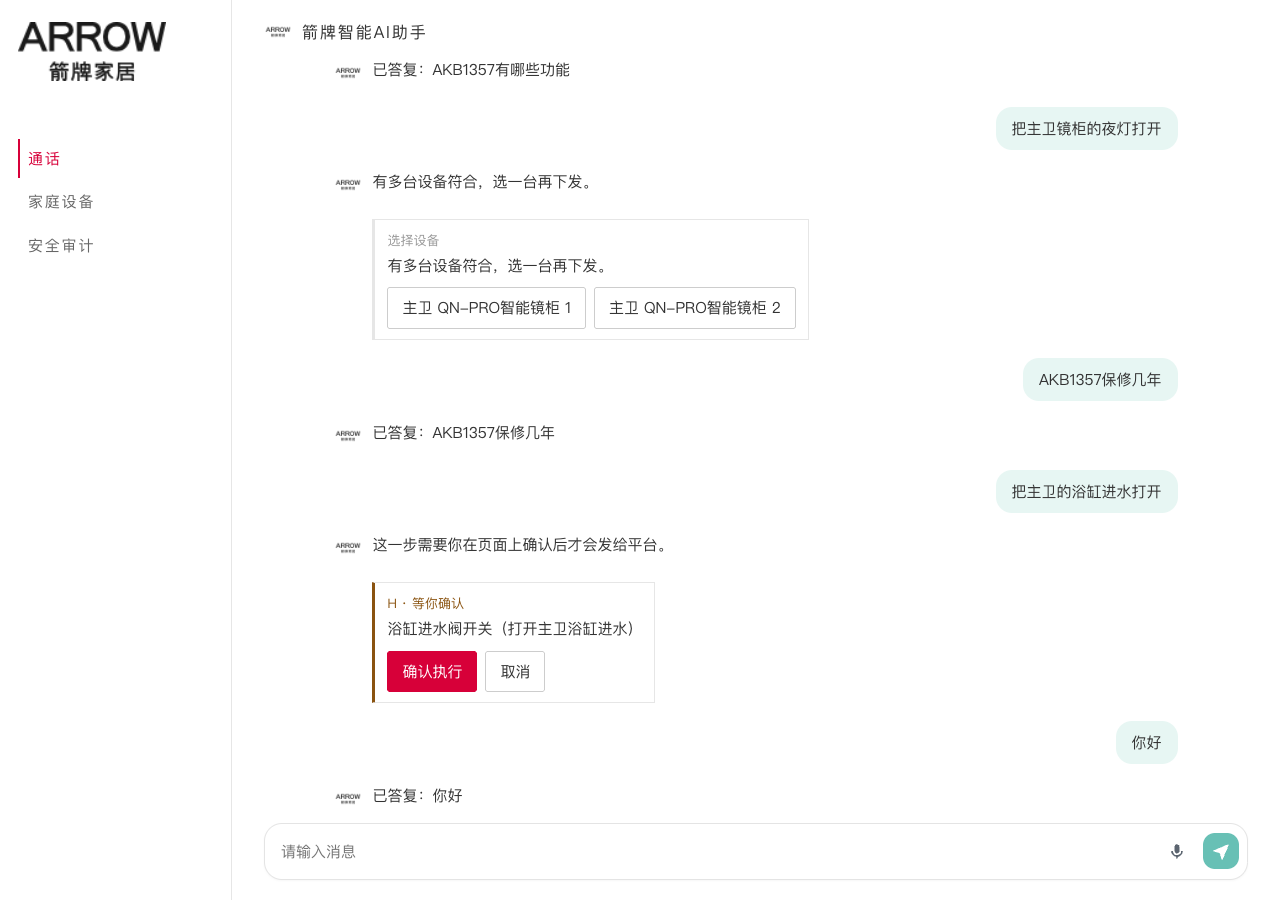 ARROW
箭牌家居
通话
家庭设备
安全审计
ARROW
箭牌智能AI助手
ARROW
已答复：AKB1357有哪些功能
把主卫镜柜的夜灯打开
ARROW
有多台设备符合，选一台再下发。
选择设备
有多台设备符合，选一台再下发。
主卫 QN-PRO智能镜柜 1
主卫 QN-PRO智能镜柜 2
AKB1357保修几年
ARROW
已答复：AKB1357保修几年
把主卫的浴缸进水打开
ARROW
这一步需要你在页面上确认后才会发给平台。
H · 等你确认
浴缸进水阀开关（打开主卫浴缸进水）
确认执行
取消
你好
ARROW
已答复：你好
请输入消息